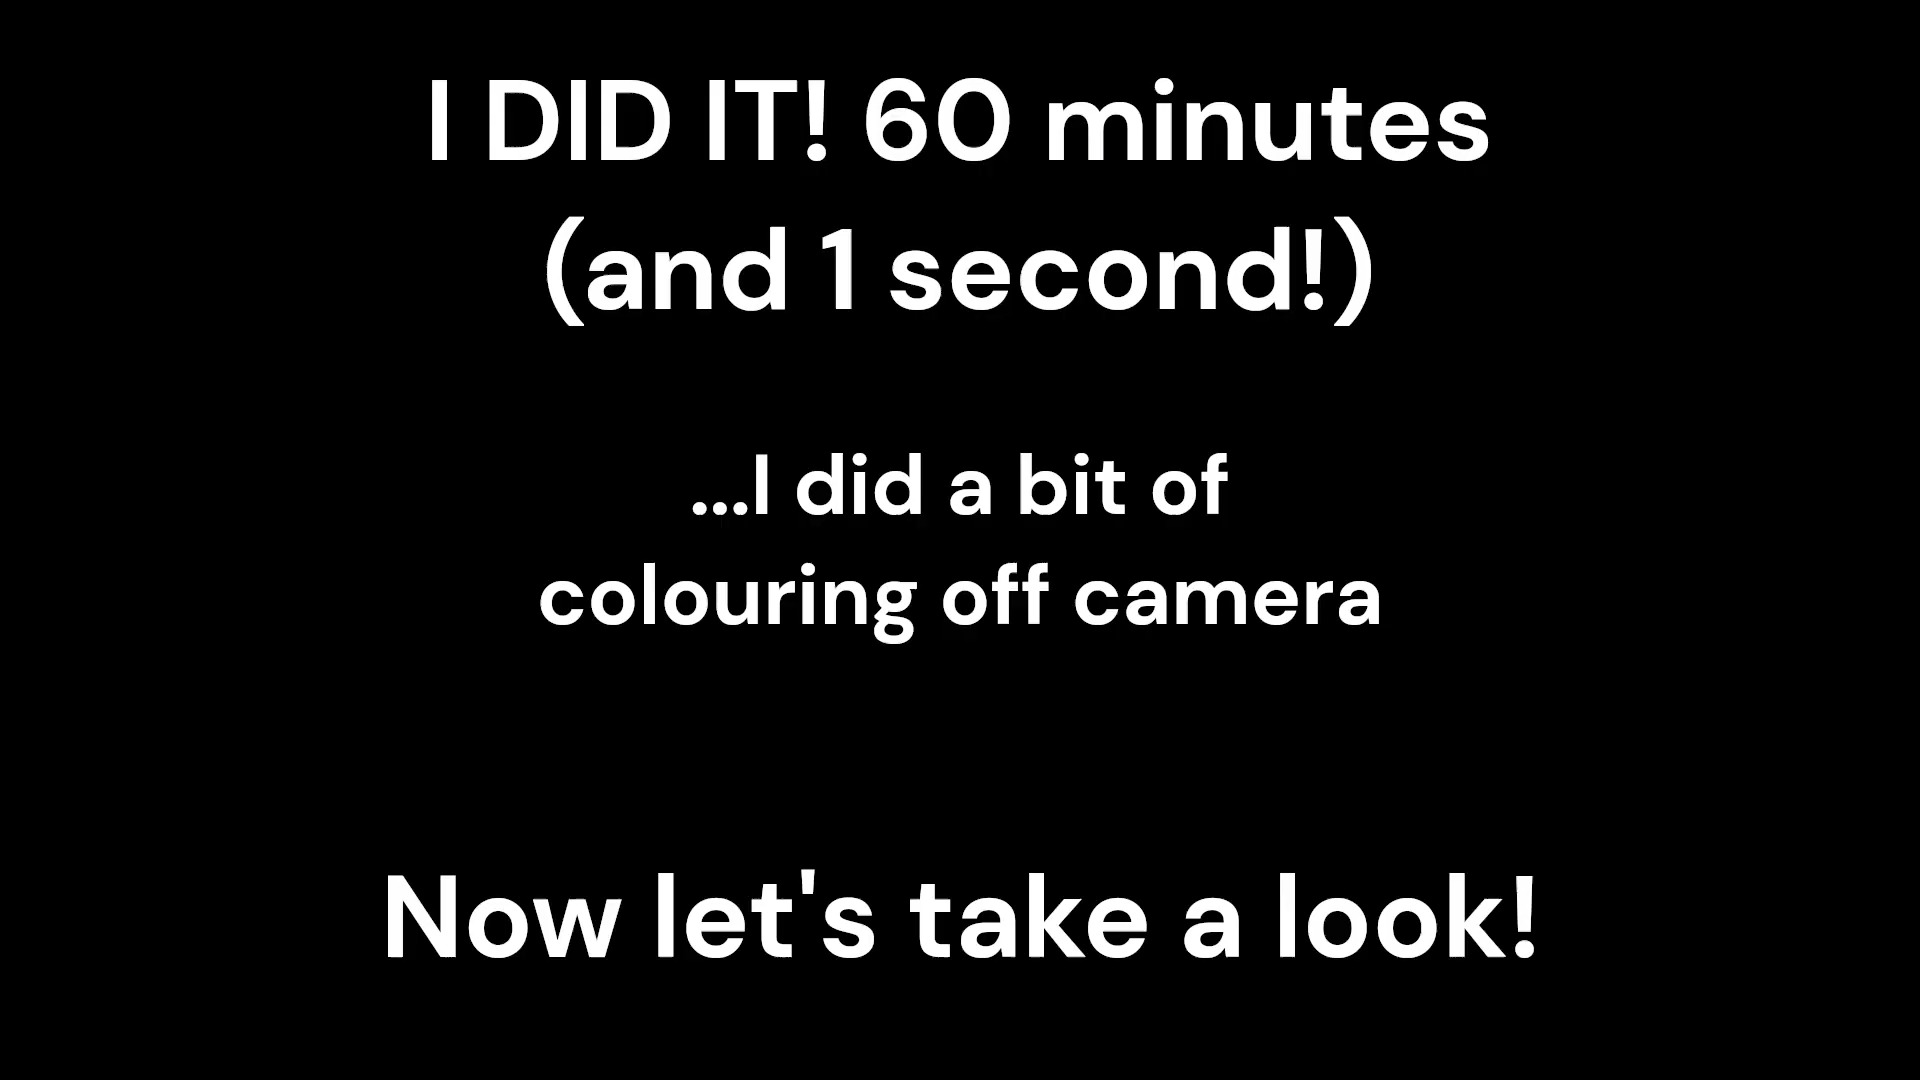 I DID IT! 60 minutes
(and 1 second!)
...I did a bit of
colouring off camera
Now let's take a look!